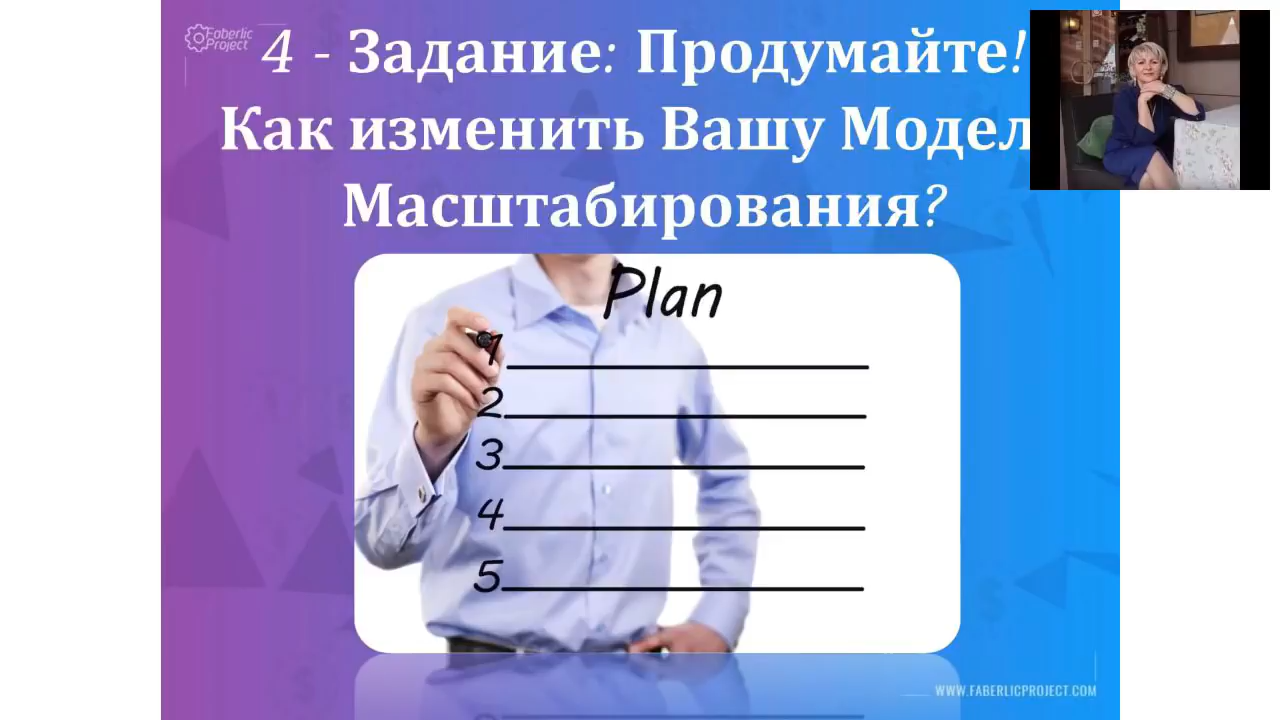 Faberlic
Project
4 - Задание: Продумайте!
Как изменить Вашу Модел
Масштабирования?
Plan
1
2
3
4
5
WWW.FABERLICPROJECT.COM